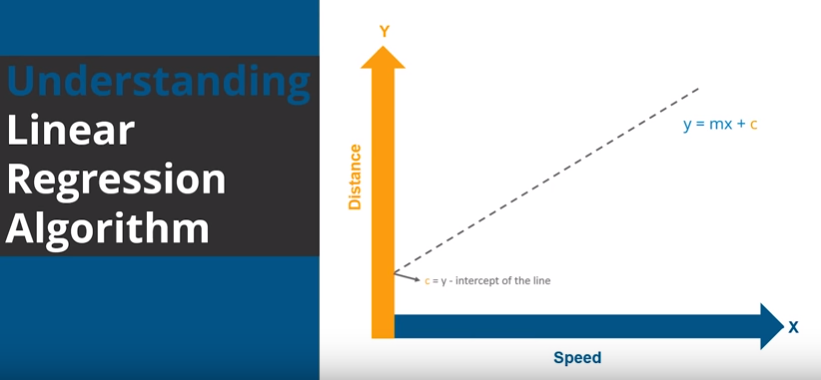 Understanding
Linear
Regression
Algorithm
Y
Distance
y = mx + c
c = y - intercept of the line
X
Speed